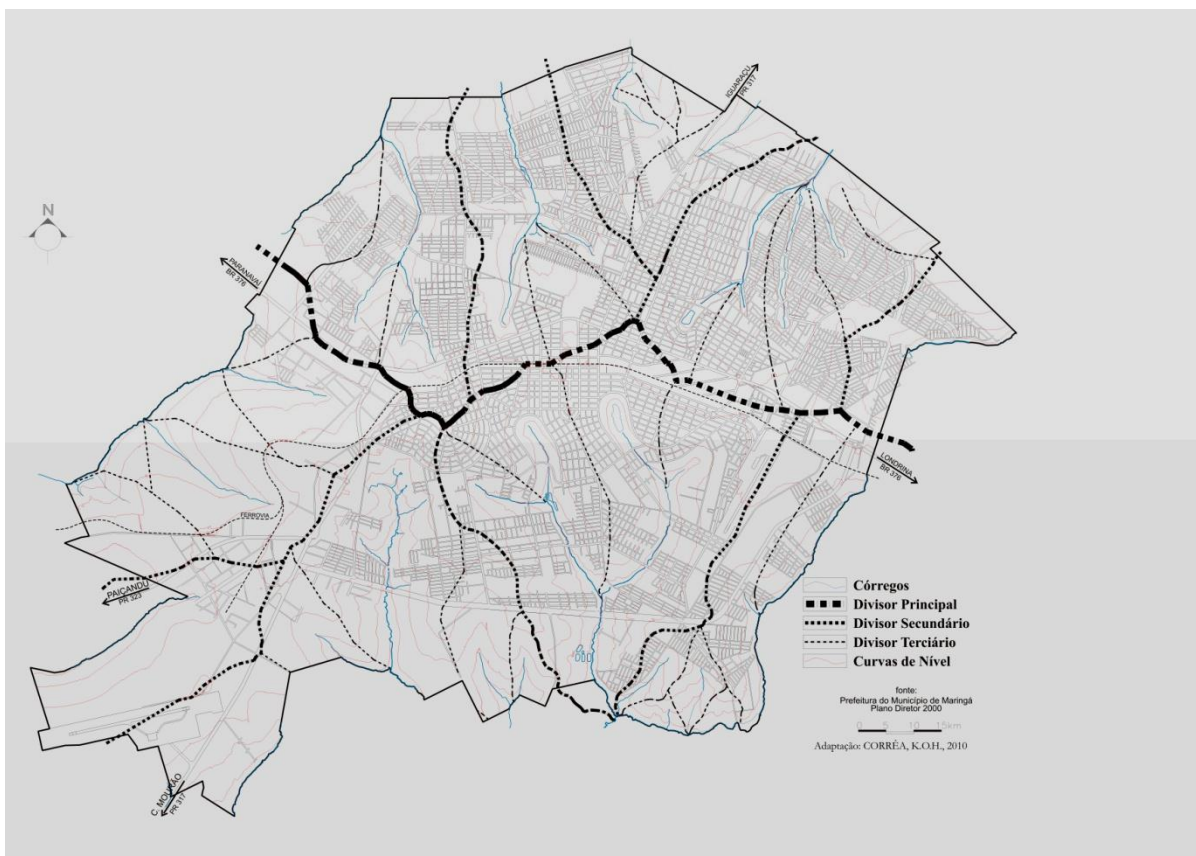 IGUARAÇU
PR 317
N
PARANAVAÍ
BR 376
LONDRINA
BR 376
FERROVIA
PAIÇANDU
PR 323
C. MOURÃO
PR 317
Córregos
Divisor Principal
Divisor Secundário
Divisor Terciário
Curvas de Nível
fonte:
Prefeitura do Município de Maringá
Plano Diretor 2000
0 5 10 15km
Adaptação: CORRÊA, K.O.H., 2010